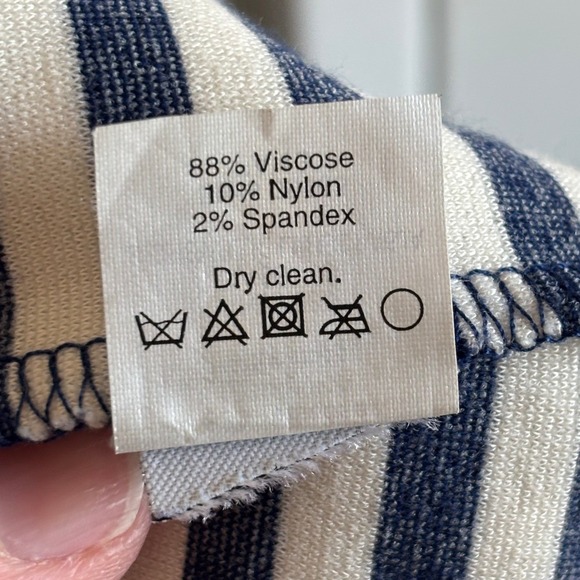 88% Viscose
10% Nylon
2% Spandex
Dry clean.